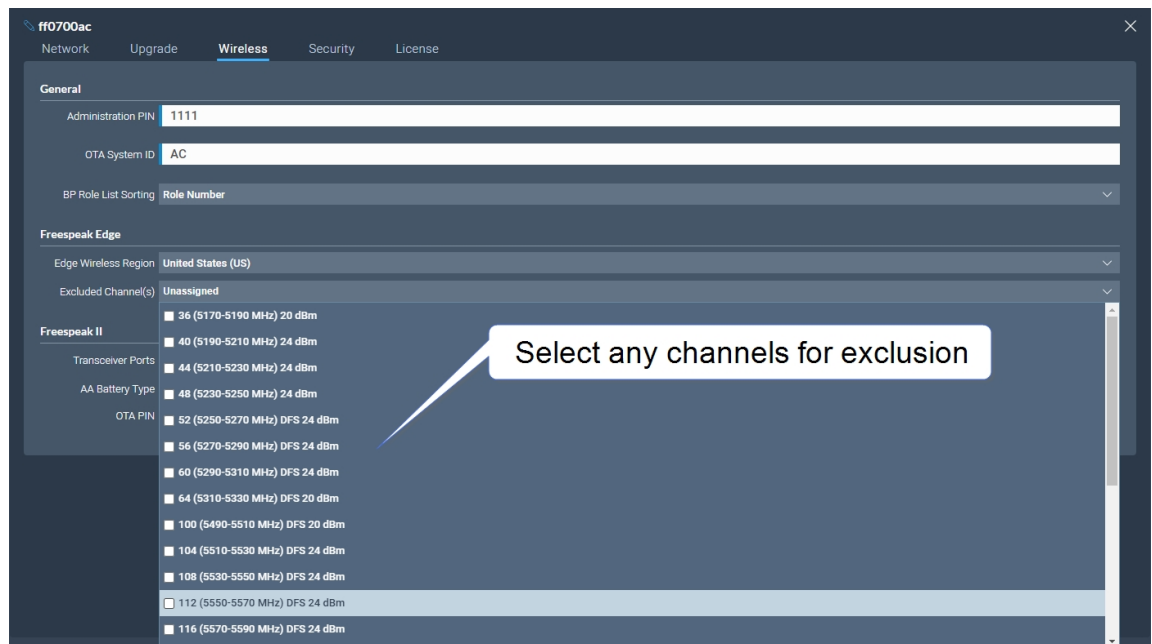 ff0700ac
Network Upgrade Wireless Security License
General
Administration PIN 1111
OTA System ID AC
BP Role List Sorting Role Number
Freespeak Edge
Edge Wireless Region United States (US)
Excluded Channel(s) Unassigned
36 (5170-5190 MHz) 20 dBm
Freespeak II
40 (5190-5210 MHz) 24 dBm
Select any channels for exclusion
Transceiver Ports 44 (5210-5230 MHz) 24 dBm
AA Battery Type 48 (5230-5250 MHz) 24 dBm
OTA PIN 52 (5250-5270 MHz) DFS 24 dBm
56 (5270-5290 MHz) DFS 24 dBm
60 (5290-5310 MHz) DFS 24 dBm
64 (5310-5330 MHz) DFS 20 dBm
100 (5490-5510 MHz) DFS 20 dBm
104 (5510-5530 MHz) DFS 24 dBm
108 (5530-5550 MHz) DFS 24 dBm
112 (5550-5570 MHz) DFS 24 dBm
116 (5570-5590 MHz) DFS 24 dBm